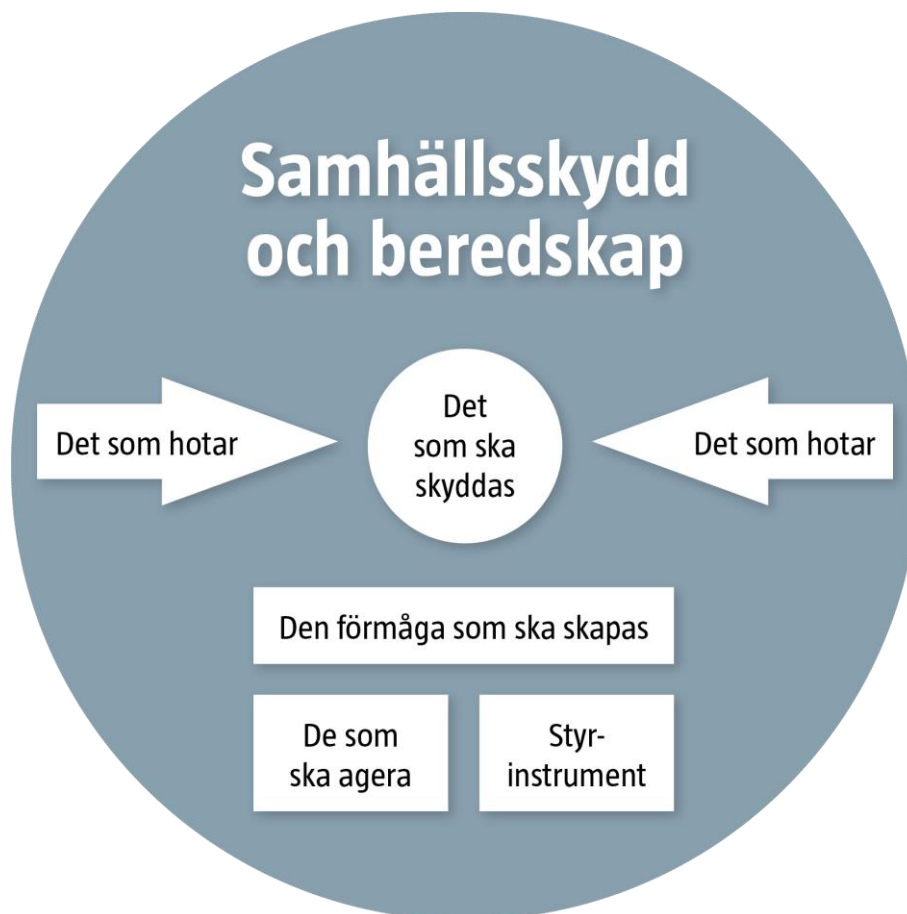 Samhällsskydd
och beredskap
Det som hotar
Det
som ska
skyddas
Det som hotar
Den förmåga som ska skapas
De som
ska agera
Styr-
instrument